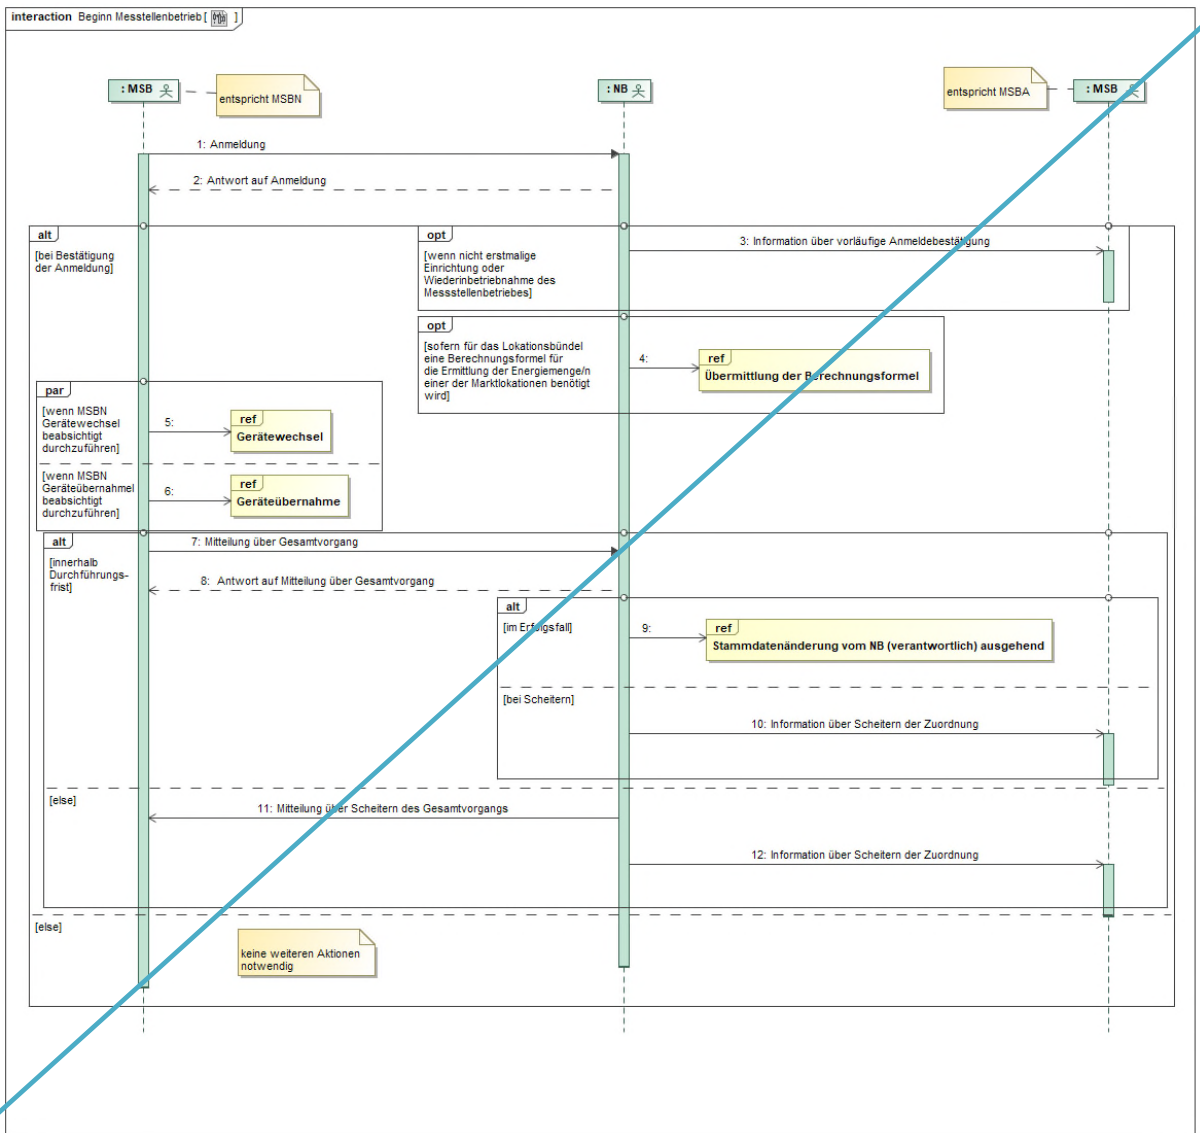 interaction Beginn Messtellenbetrieb [ ]
: MSB
entspricht MSBN
: NB
entspricht MSBA
: MSB
1: Anmeldung
2: Antwort auf Anmeldung
alt
[bei Bestätigung
der Anmeldung]
opt
[wenn nicht erstmalige
Einrichtung oder
Wiederinbetriebnahme des
Messstellenbetriebes]
3: Information über vorläufige Anmeldebestätigung
opt
[sofern für das Lokationsbündel
eine Berechnungsformel für
die Ermittlung der Energiemenge/n
einer der Marktlokationen benötigt
wird]
4:
ref
Übermittlung der Berechnungsformel
par
[wenn MSBN
Gerätewechsel
beabsichtigt
durchzuführen]
5:
ref
Gerätewechsel
[wenn MSBN
Geräteübernahmel
beabsichtigt
durchzuführen]
6:
ref
Geräteübernahme
alt
[innerhalb
Durchführungs-
frist]
7: Mitteilung über Gesamtvorgang
8: Antwort auf Mitteilung über Gesamtvorgang
alt
[im Erfolgsfall]
9:
ref
Stammdatenänderung vom NB (verantwortlich) ausgehend
[bei Scheitern]
10: Information über Scheitern der Zuordnung
[else]
11: Mitteilung über Scheitern des Gesamtvorgangs
12: Information über Scheitern der Zuordnung
[else]
keine weiteren Aktionen
notwendig